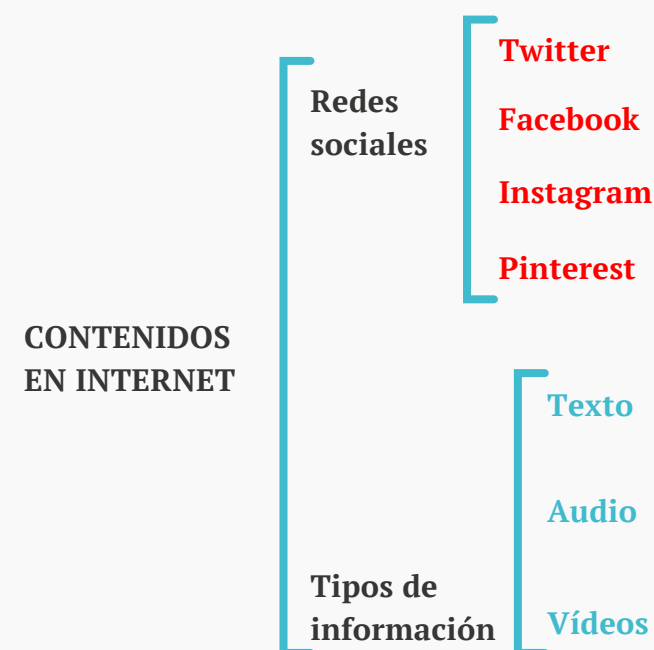 CONTENIDOS
EN INTERNET
Redes
sociales
Twitter
Facebook
Instagram
Pinterest
Tipos de
información
Texto
Audio
Vídeos